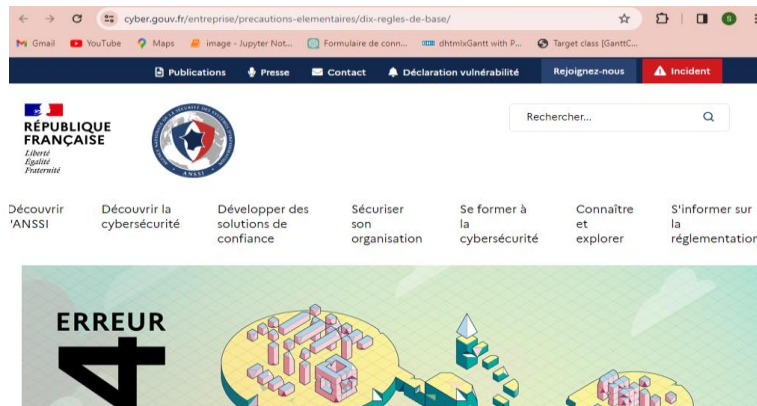 cyber.gouv.fr/entreprise/precautions-elementaires/dix-regles-de-base/
Gmail YouTube Maps image - Jupyter Not... Formulaire de conn... dhtmlxGantt with P... Target class [GanttC...
Publications Presse Contact Déclaration vulnérabilité Rejoignez-nous Incident
RÉPUBLIQUE
FRANÇAISE
Liberté
Égalité
Fraternité
ANSSI
Rechercher...
Découvrir
'ANSSI
Découvrir la
cybersécurité
Développer des
solutions de
confiance
Sécuriser
son
organisation
Se former à
la
cybersécurité
Connaître
et
explorer
S'informer sur
la
réglementation
ERREUR
4